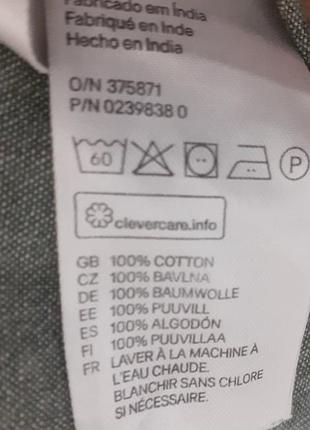 Fabricado em Índia
Fabriqué en Inde
Hecho en India
O/N 375871
P/N 0239838 0
60
P
clevercare.info
GB 100% COTTON
CZ 100% BAVLNA
DE 100% BAUMWOLLE
EE 100% PUUVILL
ES 100% ALGODÓN
FI 100% PUUVILLAA
FR LAVER À LA MACHINE À
L'EAU CHAUDE.
BLANCHIR SANS CHLORE
SI NÉCESSAIRE.